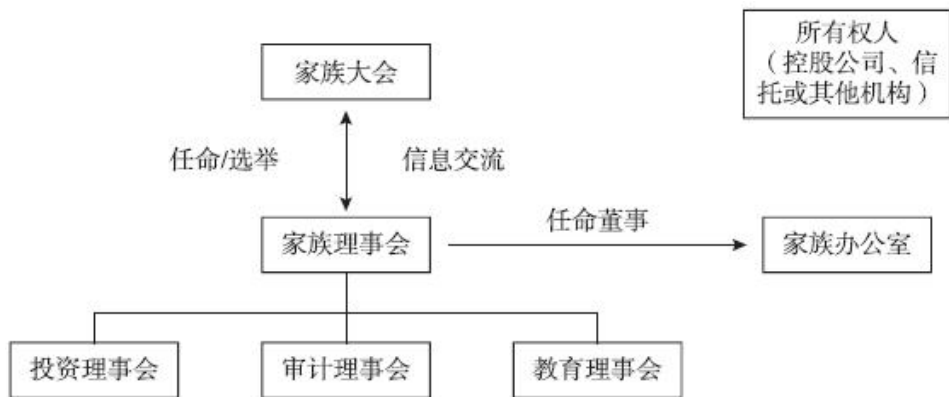 所有权人
（控股公司、信
托或其他机构）
家族大会
任命/选举
信息交流
任命董事
家族理事会
家族办公室
投资理事会
审计理事会
教育理事会